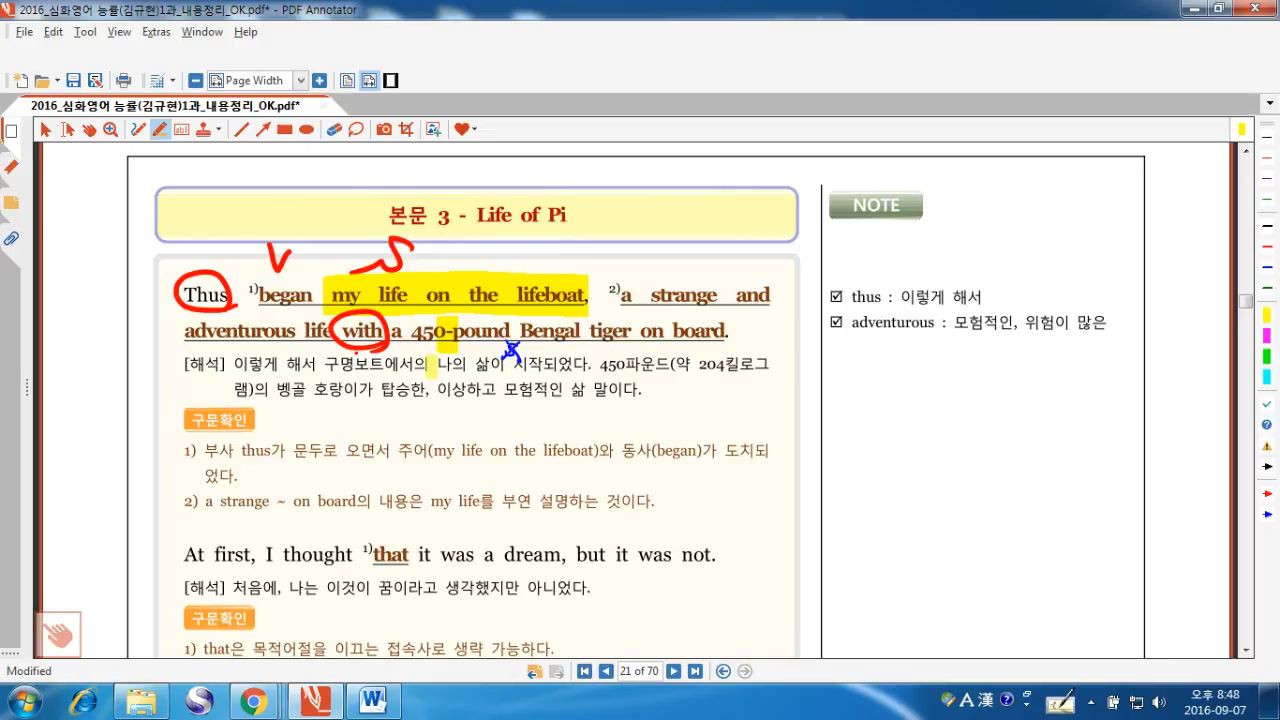 2016_심화영어 능률(김규현)1과_내용정리_OK.pdf* - PDF Annotator
File Edit Tool View Extras Window Help
Page Width
2016_심화영어 능률(김규현)1과_내용정리_OK.pdf*
본문 3 - Life of Pi
NOTE
V S
Thus 1)began my life on the lifeboat, 2)a strange and
adventurous life with a 450-pound Bengal tiger on board.
[해석] 이렇게 해서 구명보트에서의 나의 삶이 시작되었다. 450파운드(약 204킬로그
램)의 벵골 호랑이가 탑승한, 이상하고 모험적인 삶 말이다.
구문확인
1) 부사 thus가 문두로 오면서 주어(my life on the lifeboat)와 동사(began)가 도치되
었다.
2) a strange ~ on board의 내용은 my life를 부연 설명하는 것이다.
At first, I thought 1)that it was a dream, but it was not.
[해석] 처음에, 나는 이것이 꿈이라고 생각했지만 아니었다.
구문확인
1) that은 목적어절을 이끄는 접속사로 생략 가능하다.
☑ thus : 이렇게 해서
☑ adventurous : 모험적인, 위험이 많은
Modified
21 of 70
A 漢
오후 8:48
2016-09-07